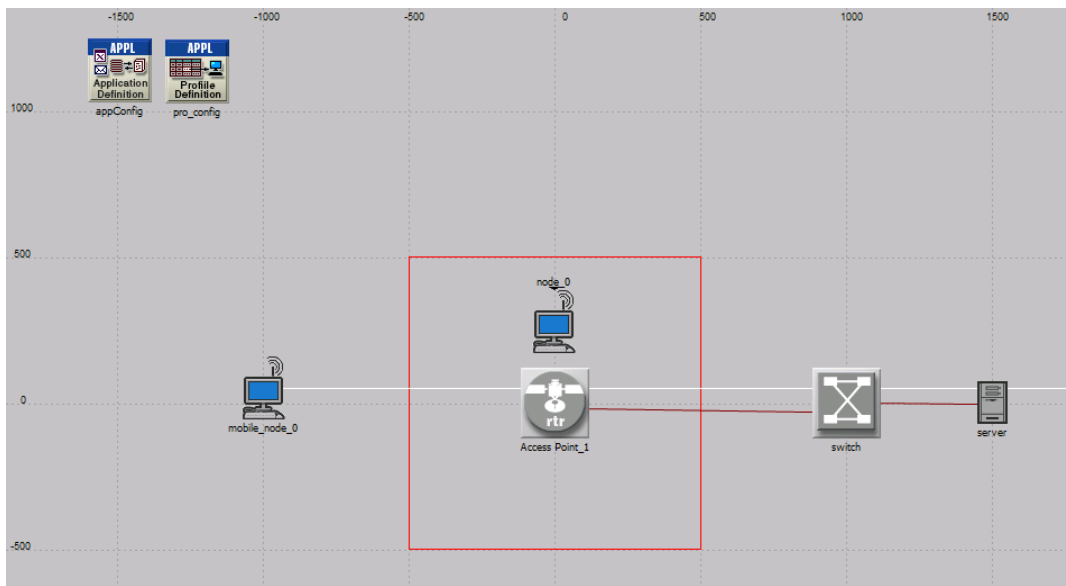 -1500
-1000
-500
0
500
1000
1500
APPL
Application
Definition
appConfig
APPL
Profile
Definition
pro_config
1000
500
node_0
0
mobile_node_0
rtr
Access Point_1
switch
server
-500